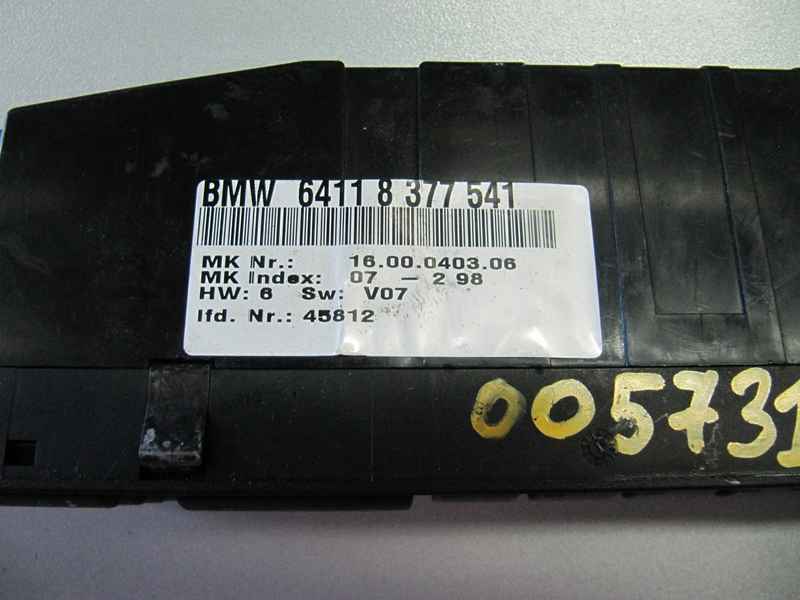 BMW 6411 8 377 541
MK Nr.: 16.00.0403.06
MK Index: 07 – 2 98
HW: 6 Sw: V07
lfd. Nr.: 45812
005731